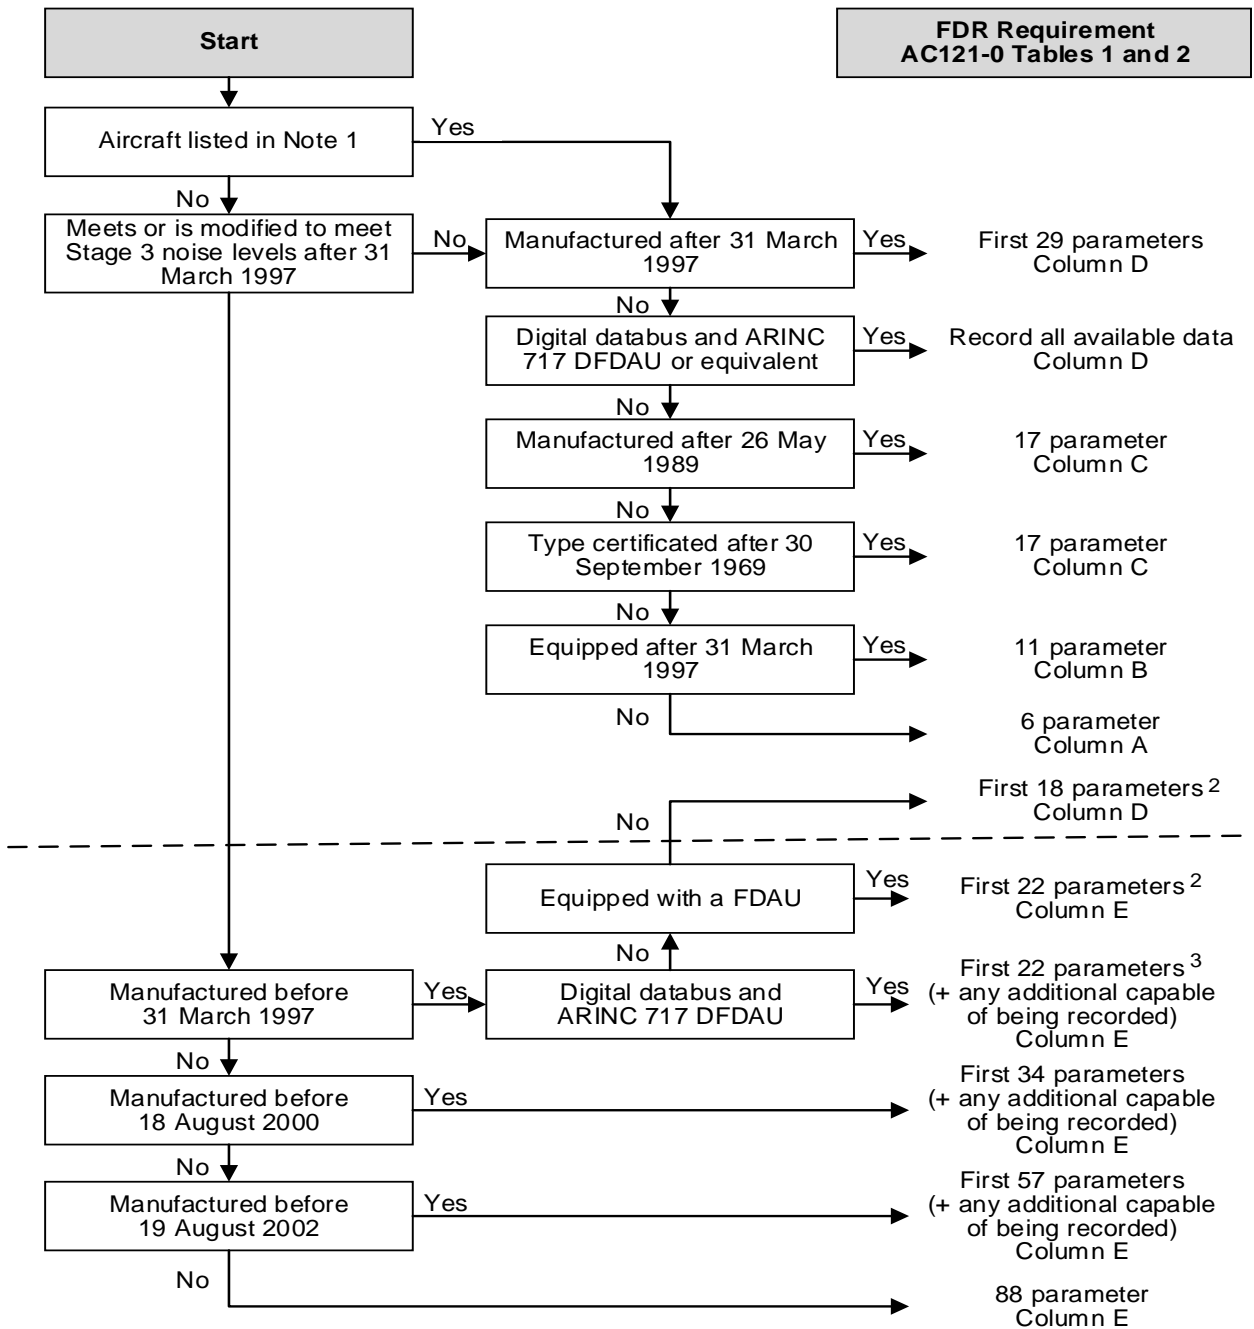 Start
FDR Requirement
AC121-0 Tables 1 and 2
Aircraft listed in Note 1
Yes
No
Meets or is modified to meet
Stage 3 noise levels after 31
March 1997
No
Manufactured after 31 March
1997
Yes
First 29 parameters
Column D
No
Digital databus and ARINC
717 DFDAU or equivalent
Yes
Record all available data
Column D
No
Manufactured after 26 May
1989
Yes
17 parameter
Column C
No
Type certificated after 30
September 1969
Yes
17 parameter
Column C
No
Equipped after 31 March
1997
Yes
11 parameter
Column B
No
6 parameter
Column A
First 18 parameters 2
Column D
No
Equipped with a FDAU
Yes
First 22 parameters 2
Column E
No
Manufactured before
31 March 1997
Yes
Digital databus and
ARINC 717 DFDAU
Yes
First 22 parameters 3
(+ any additional capable
of being recorded)
Column E
No
Manufactured before
18 August 2000
Yes
First 34 parameters
(+ any additional capable
of being recorded)
Column E
No
Manufactured before
19 August 2002
Yes
First 57 parameters
(+ any additional capable
of being recorded)
Column E
No
88 parameter
Column E